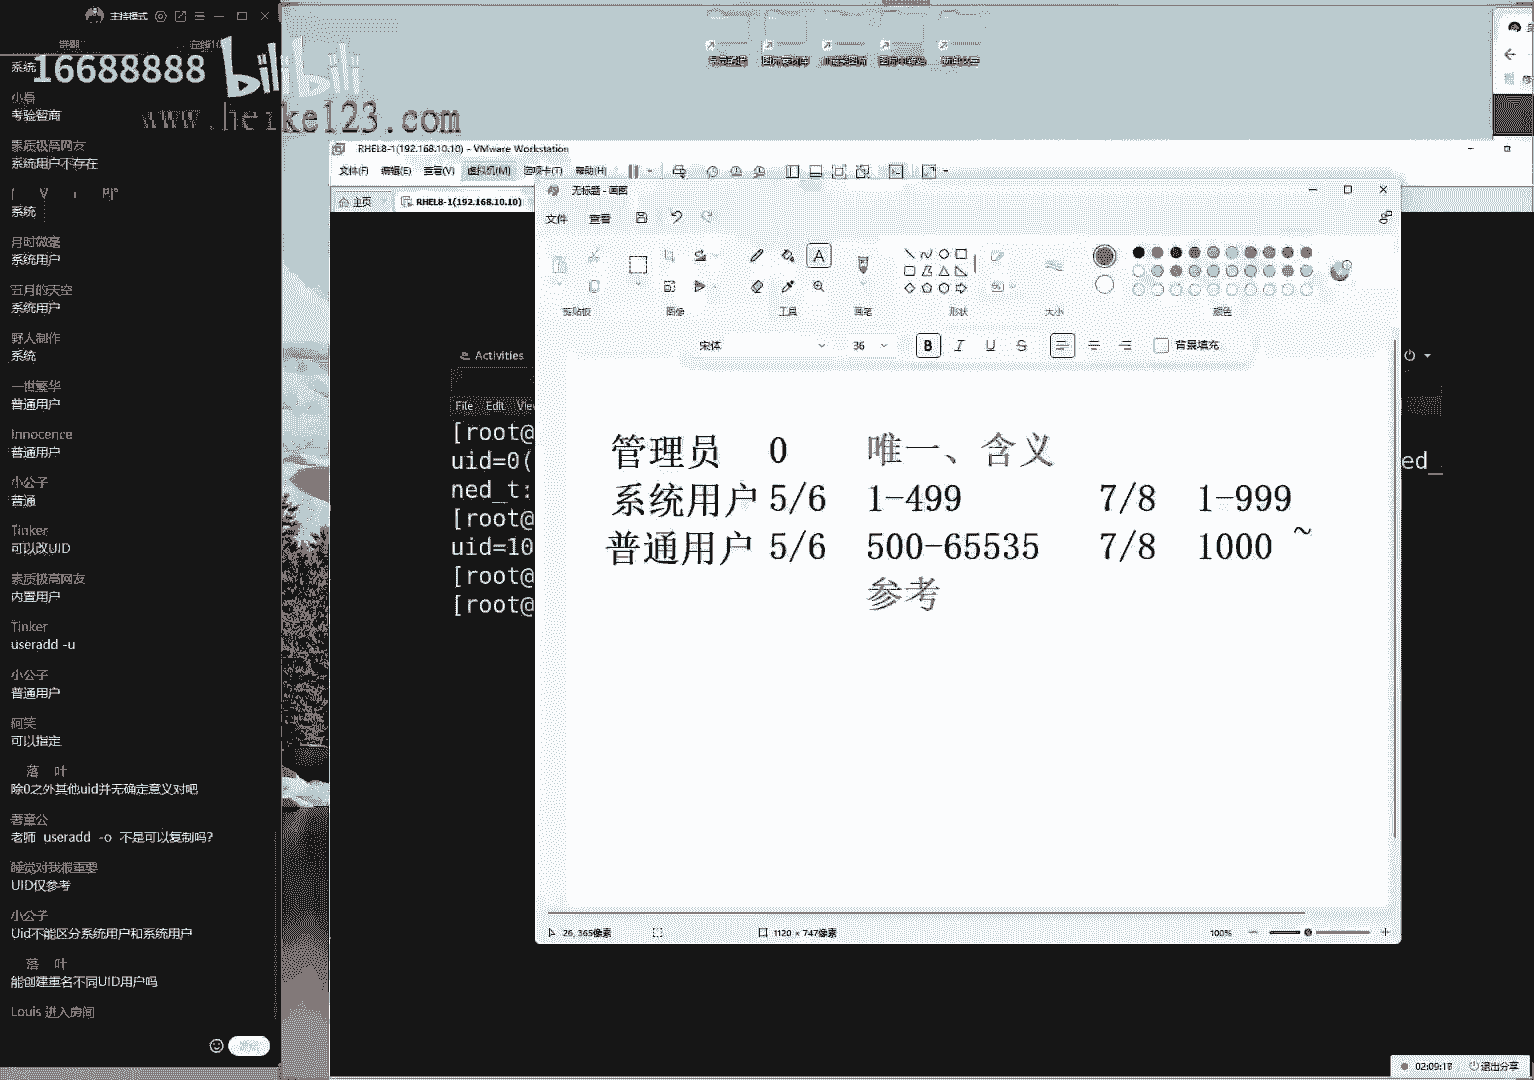 主持模式
系统
16688888
bilibili
小鼎
考验智商
www.heike123.com
素质极高网友
系统用户不存在
系统
月时微毫
系统用户
五月的天空
系统用户
野人制作
系统
一世繁华
普通用户
Innocence
普通用户
小公子
普通
Tinker
可以改UID
素质极高网友
内置用户
Tinker
useradd -u
小公子
普通用户
阿笑
可以指定
落 叶
除0之外其他uid并无确定意义对吧
老师 useradd -o 不是可以复制吗?
睡觉对我很重要
UID仅参考
小公子
Uid不能区分系统用户和系统用户
落 叶
能创建重名不同UID用户吗
Louis 进入房间
RHEL8-1(192.168.10.10) - VMware Workstation
文件(F) 编辑(E) 查看(V) 虚拟机(M) 选项卡(T) 帮助(H)
主页 RHEL8-1(192.168.10.10)
Activities
File Edit View
[root@
uid=0(
ned_t:
[root@
uid=10
[root@
[root@
ed_
无标题 - 画图
文件 查看
剪贴板 图像 工具 画笔 形状 大小 颜色
宋体 36 B I U S 背景填充
管理员 0 唯一、含义
系统用户 5/6 1-499 7/8 1-999
普通用户 5/6 500-65535 7/8 1000 ~
参考
26, 365像素 1120 × 747像素 100%
02:09:17 退出分享